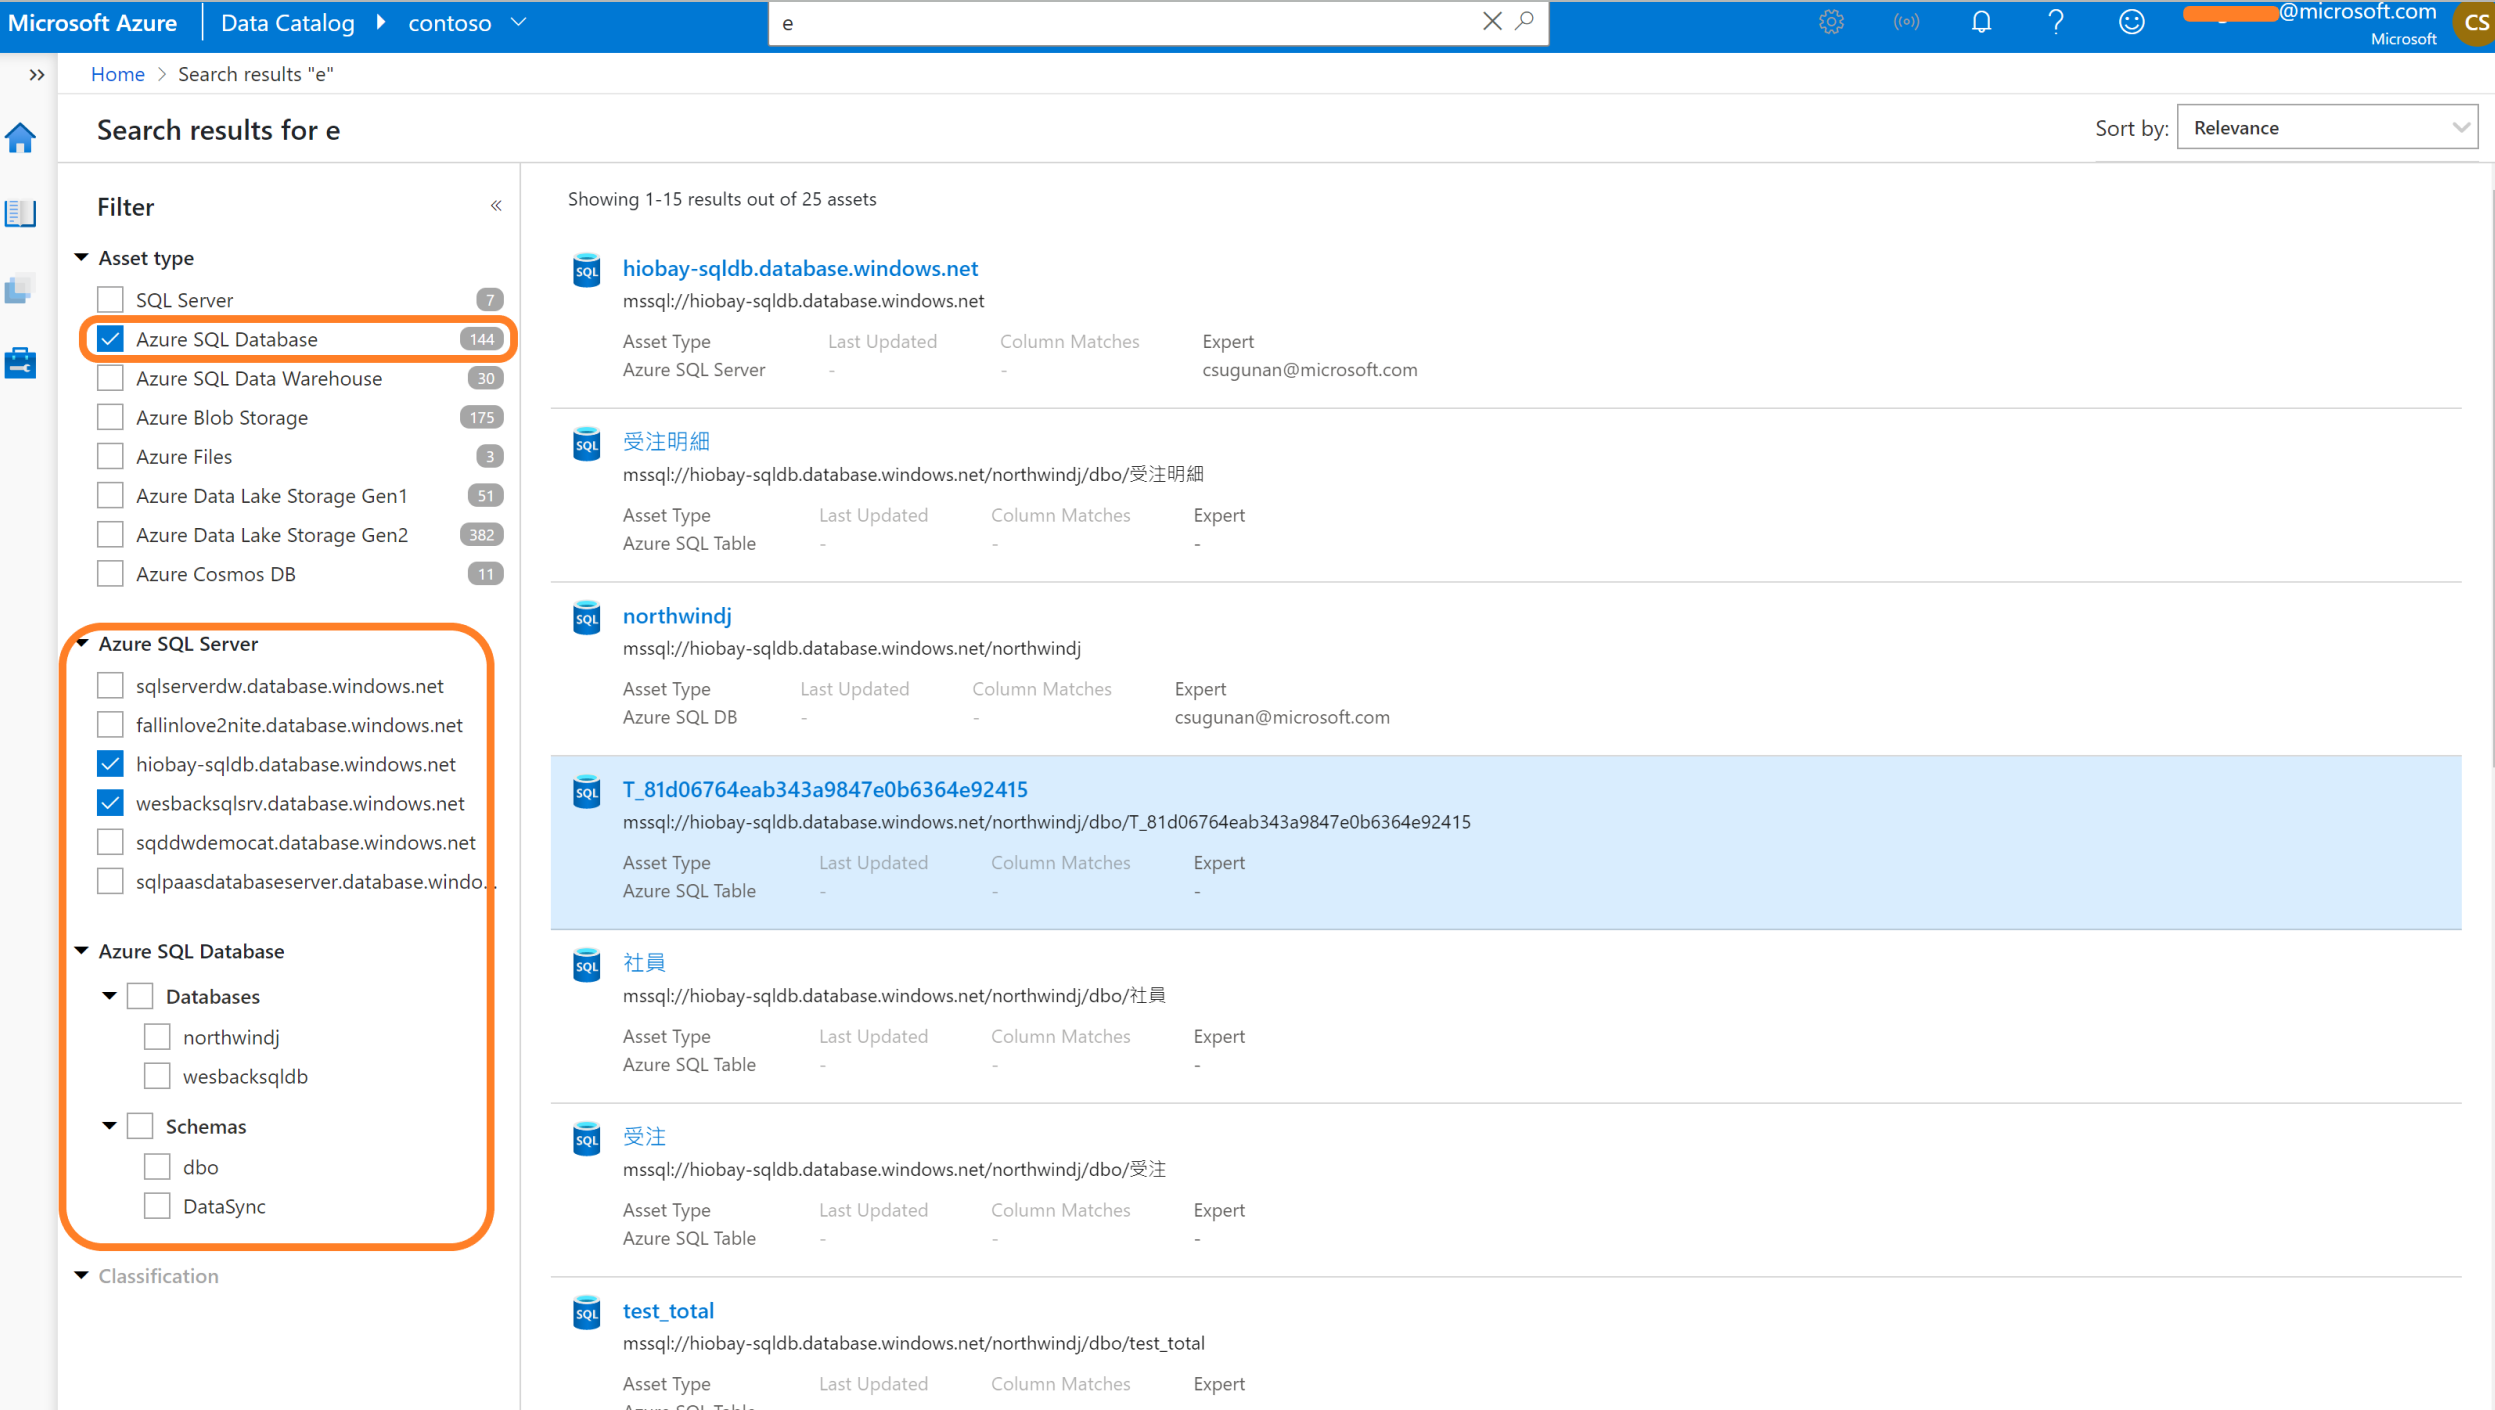 Microsoft Azure Data Catalog contoso
e
@microsoft.com
Microsoft
CS
Home > Search results "e"
Search results for e
Sort by: Relevance
Filter
Asset type
SQL Server 7
Azure SQL Database 144
Azure SQL Data Warehouse 30
Azure Blob Storage 175
Azure Files 3
Azure Data Lake Storage Gen1 51
Azure Data Lake Storage Gen2 382
Azure Cosmos DB 11
Azure SQL Server
sqlserverdw.database.windows.net
fallinlove2nite.database.windows.net
hiobay-sqldb.database.windows.net
wesbacksqlsrv.database.windows.net
sqddwdemocat.database.windows.net
sqlpaasdatabaseserver.database.windo...
Azure SQL Database
Databases
northwindj
wesbacksqldb
Schemas
dbo
DataSync
Classification
Showing 1-15 results out of 25 assets
SQL hiobay-sqldb.database.windows.net
mssql://hiobay-sqldb.database.windows.net
Asset Type Last Updated Column Matches Expert
Azure SQL Server - - csugunan@microsoft.com
SQL 受注明細
mssql://hiobay-sqldb.database.windows.net/northwindj/dbo/受注明細
Asset Type Last Updated Column Matches Expert
Azure SQL Table - - -
SQL northwindj
mssql://hiobay-sqldb.database.windows.net/northwindj
Asset Type Last Updated Column Matches Expert
Azure SQL DB - - csugunan@microsoft.com
SQL T_81d06764eab343a9847e0b6364e92415
mssql://hiobay-sqldb.database.windows.net/northwindj/dbo/T_81d06764eab343a9847e0b6364e92415
Asset Type Last Updated Column Matches Expert
Azure SQL Table - - -
SQL 社員
mssql://hiobay-sqldb.database.windows.net/northwindj/dbo/社員
Asset Type Last Updated Column Matches Expert
Azure SQL Table - - -
SQL 受注
mssql://hiobay-sqldb.database.windows.net/northwindj/dbo/受注
Asset Type Last Updated Column Matches Expert
Azure SQL Table - - -
SQL test_total
mssql://hiobay-sqldb.database.windows.net/northwindj/dbo/test_total
Asset Type Last Updated Column Matches Expert
Azure SQL Table